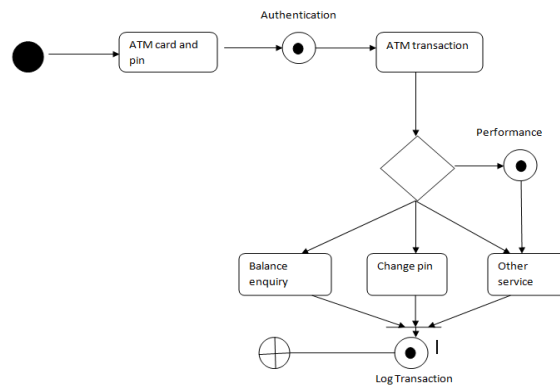 Authentication
ATM card and
pin
ATM transaction
Performance
Balance
enquiry
Change pin
Other
service
Log Transaction